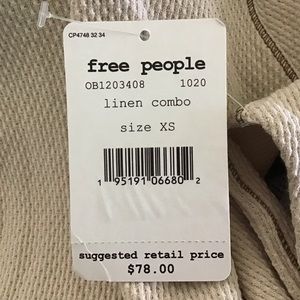 CP4748 32 34
free people
OB1203408 1020
linen combo
size XS
1 95191 06680 2
suggested retail price
$78.00